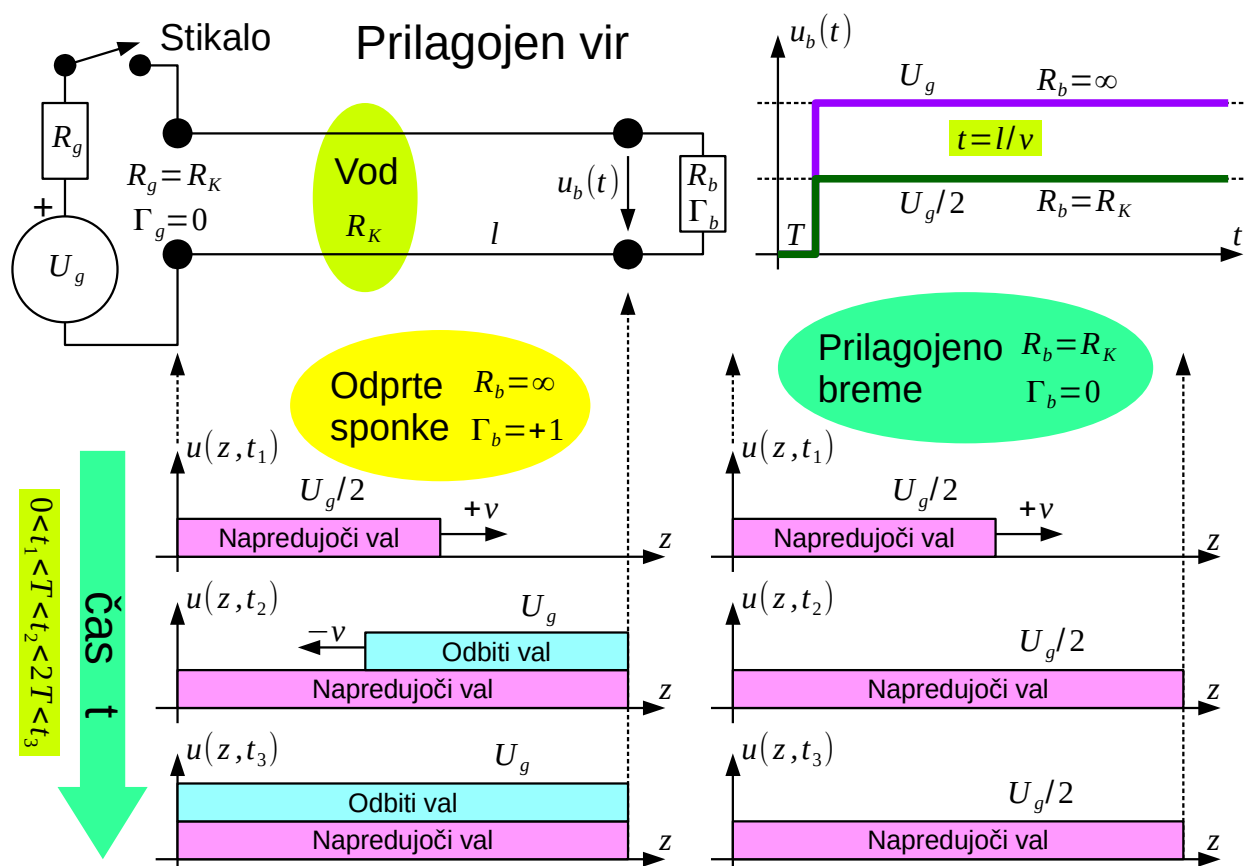 Stikalo
Prilagojen vir
R_g
+
U_g
R_g=R_K
Γ_g=0
Vod
R_K
l
u_b(t)
R_b
Γ_b
u_b(t)
U_g
R_b=∞
t=l/v
U_g/2
R_b=R_K
T
t
Odprte
sponke
R_b=∞
Γ_b=+1
Prilagojeno
breme
R_b=R_K
Γ_b=0
čas t
0<t_1<T<t_2<2T<t_3
u(z,t_1)
U_g/2
+v
Napredujoči val
z
u(z,t_2)
U_g
−v
Odbiti val
Napredujoči val
z
u(z,t_3)
U_g
Odbiti val
Napredujoči val
z
u(z,t_1)
U_g/2
+v
Napredujoči val
z
u(z,t_2)
U_g/2
Napredujoči val
z
u(z,t_3)
U_g/2
Napredujoči val
z